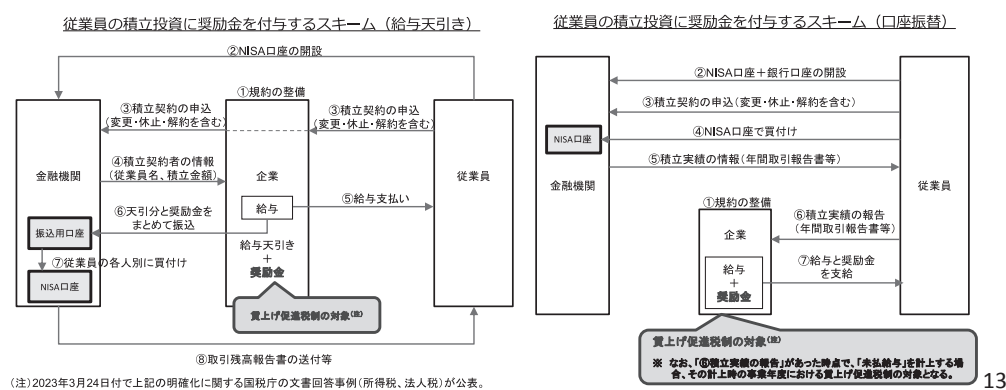 従業員の積立投資に奨励金を付与するスキーム（給与天引き）
②NISA口座の開設
①規約の整備
③積立契約の申込
（変更・休止・解約を含む）
③積立契約の申込
（変更・休止・解約を含む）
④積立契約者の情報
（従業員名、積立金額）
金融機関
企業
従業員
給与
⑤給与支払い
⑥天引分と奨励金を
まとめて振込
振込用口座
給与天引き
+
奨励金
⑦従業員の各人別に買付け
NISA口座
賃上げ促進税制の対象(注)
⑧取引残高報告書の送付等
（注）2023年3月24日付で上記の明確化に関する国税庁の文書回答事例（所得税、法人税）が公表。
従業員の積立投資に奨励金を付与するスキーム（口座振替）
②NISA口座＋銀行口座の開設
③積立契約の申込（変更・休止・解約を含む）
④NISA口座で買付け
NISA口座
⑤積立実績の情報（年間取引報告書等）
金融機関
従業員
①規約の整備
⑥積立実績の報告
（年間取引報告書等）
企業
⑦給与と奨励金
を支給
給与
+
奨励金
賃上げ促進税制の対象(注)
※ なお、「⑥積立実績の報告」があった時点で、「未払給与」を計上する場
合、その計上時の事業年度における賃上げ促進税制の対象となる。
13